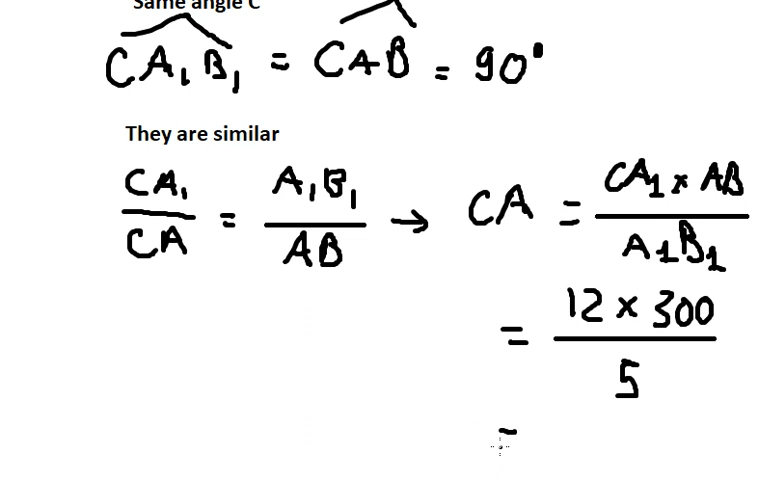 Same angle C
CA₁B₁ = CAB = 90°
They are similar
CA₁/CA = A₁B₁/AB → CA = CA₁ × AB/A₁B₁
= 12 × 300/5
=